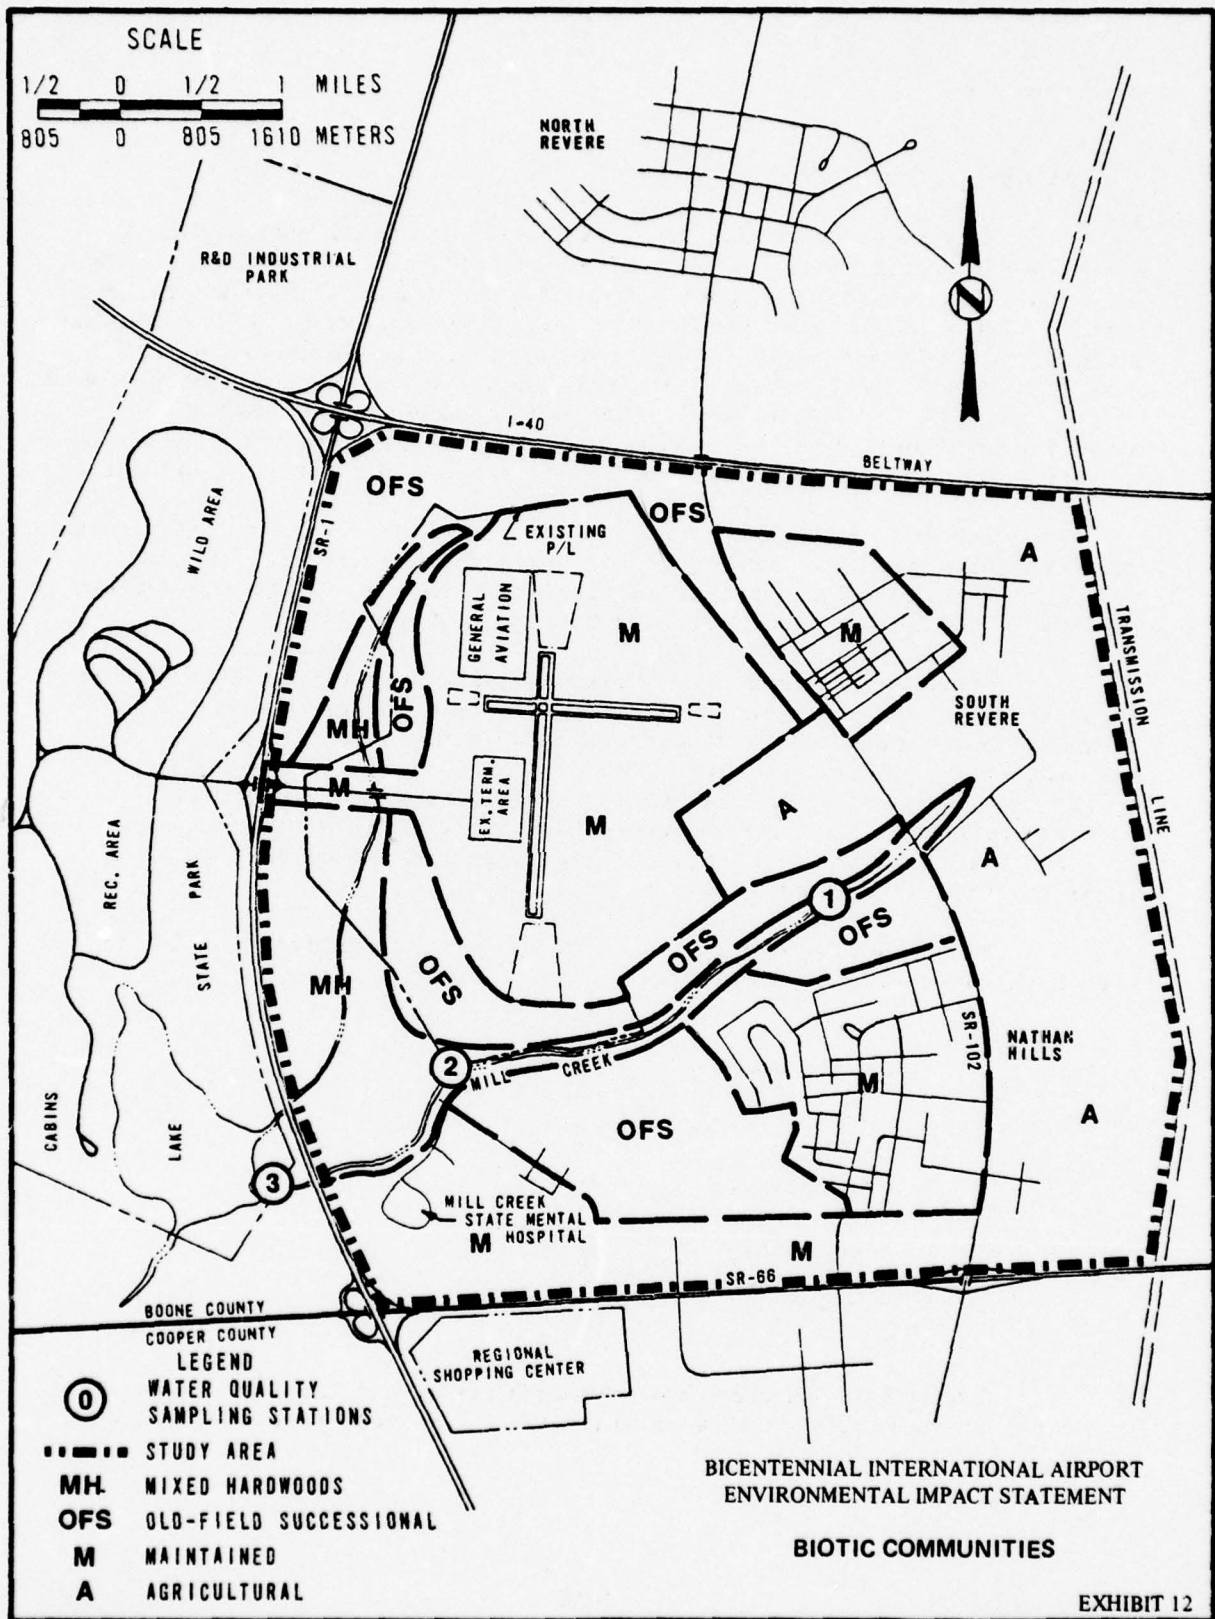 SCALE
1/2 0 1/2 1 MILES
805 0 805 1610 METERS
NORTH
REVERE
R&D INDUSTRIAL
PARK
N
I-40
BELTWAY
OFS
OFS
EXISTING
P/L
A
WILD AREA
SR-1
GENERAL
AVIATION
M
M
TRANSMISSION
LINE
OFS
SOUTH
REVERE
MH
M
EX. TERM.
AREA
M
A
A
REC. AREA
STATE PARK
1
OFS
OFS
OFS
MH
SR-102
NATHAN
HILLS
2
MILL CREEK
M
A
CABINS
LAKE
OFS
3
MILL CREEK
STATE MENTAL
HOSPITAL
M
M
SR-66
BOONE COUNTY
COOPER COUNTY
REGIONAL
SHOPPING CENTER
LEGEND
0 WATER QUALITY
SAMPLING STATIONS
STUDY AREA
MH MIXED HARDWOODS
OFS OLD-FIELD SUCCESSIONAL
M MAINTAINED
A AGRICULTURAL
BICENTENNIAL INTERNATIONAL AIRPORT
ENVIRONMENTAL IMPACT STATEMENT
BIOTIC COMMUNITIES
EXHIBIT 12